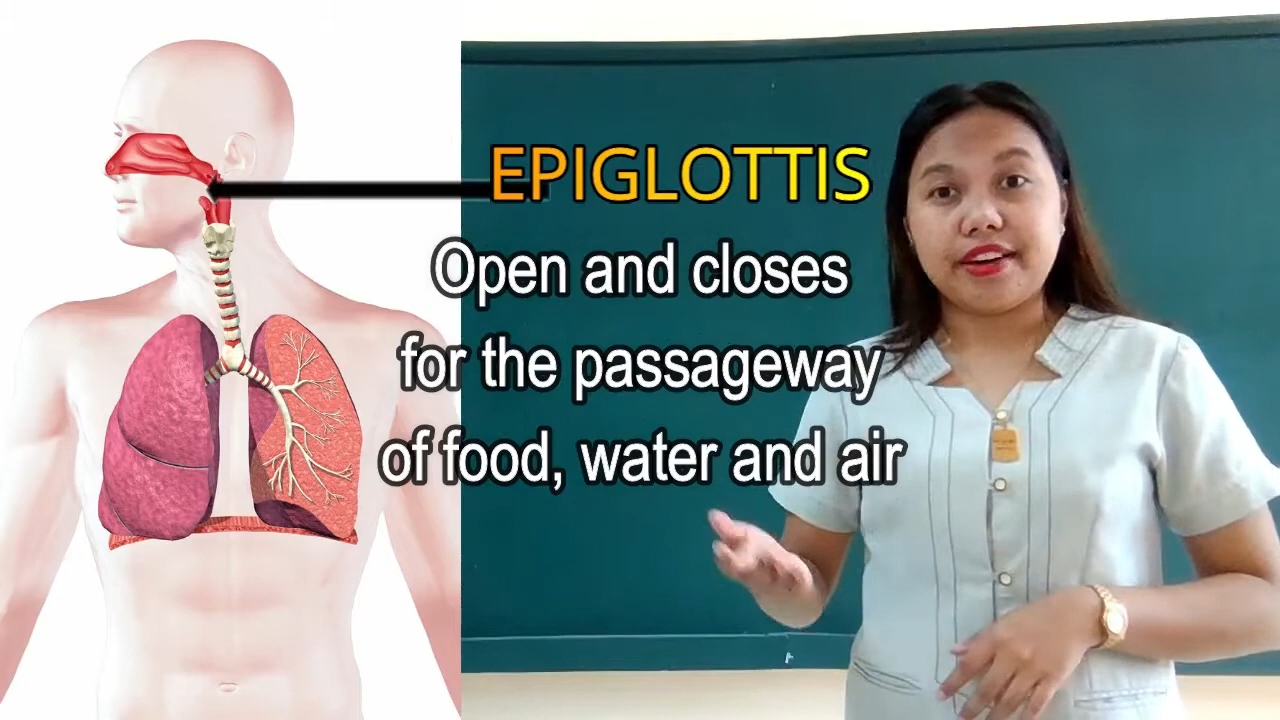 EPIGLOTTIS
Open and closes
for the passageway
of food, water and air